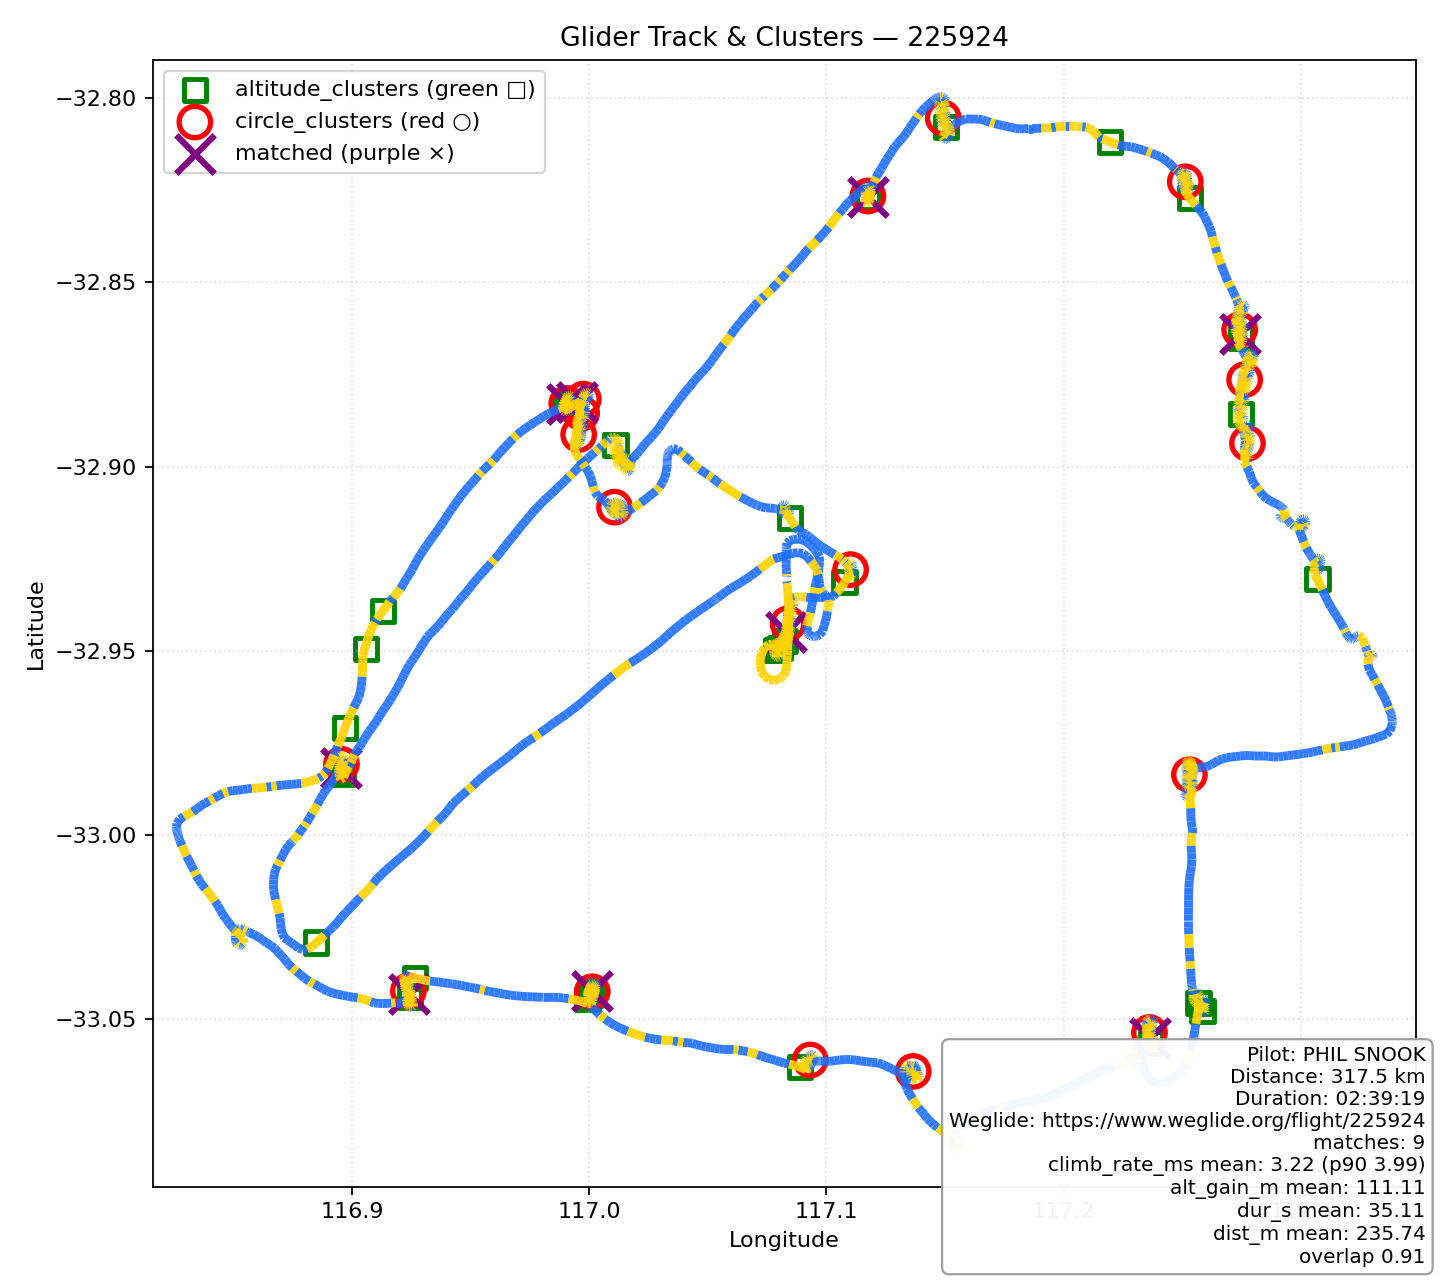 Glider Track & Clusters — 225924
altitude_clusters (green □)
circle_clusters (red ○)
matched (purple ×)
−32.80
−32.85
−32.90
−32.95
−33.00
−33.05
Latitude
116.9
117.0
117.1
117.2
Longitude
Pilot: PHIL SNOOK
Distance: 317.5 km
Duration: 02:39:19
Weglide: https://www.weglide.org/flight/225924
matches: 9
climb_rate_ms mean: 3.22 (p90 3.99)
alt_gain_m mean: 111.11
dur_s mean: 35.11
dist_m mean: 235.74
overlap 0.91